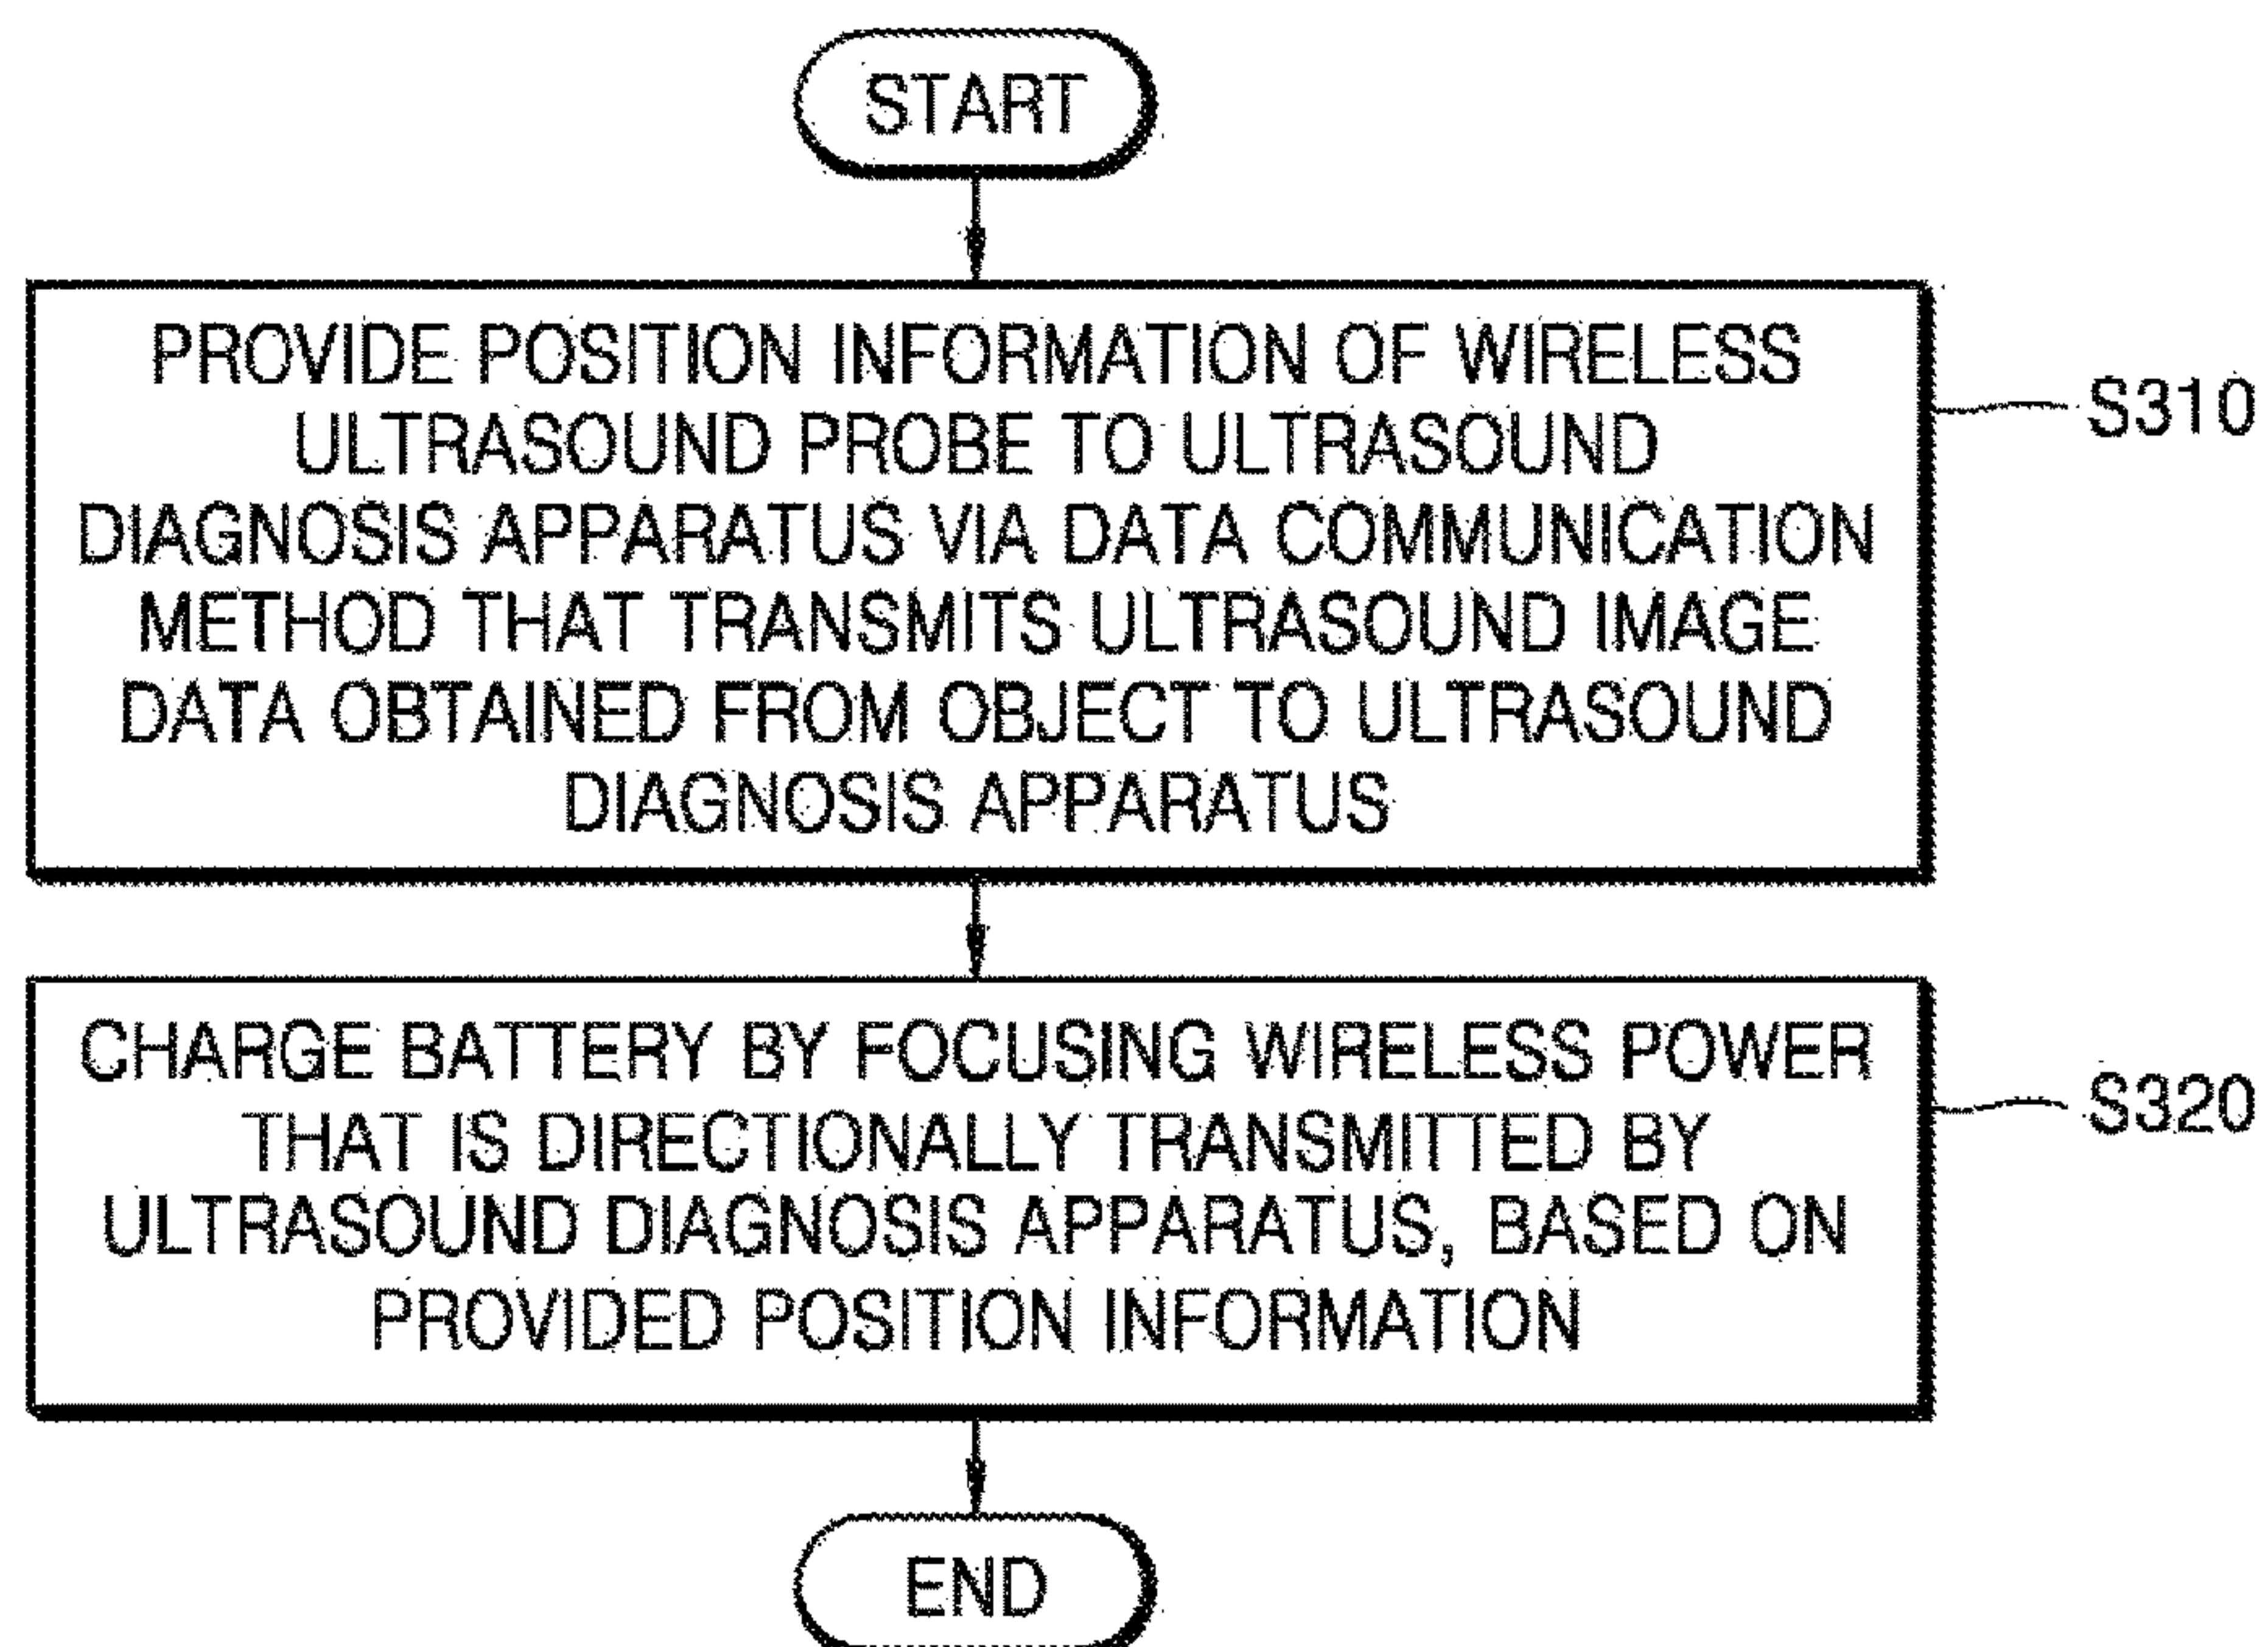 START
PROVIDE POSITION INFORMATION OF WIRELESS
ULTRASOUND PROBE TO ULTRASOUND
DIAGNOSIS APPARATUS VIA DATA COMMUNICATION
METHOD THAT TRANSMITS ULTRASOUND IMAGE
DATA OBTAINED FROM OBJECT TO ULTRASOUND
DIAGNOSIS APPARATUS
S310
CHARGE BATTERY BY FOCUSING WIRELESS POWER
THAT IS DIRECTIONALLY TRANSMITTED BY
ULTRASOUND DIAGNOSIS APPARATUS, BASED ON
PROVIDED POSITION INFORMATION
S320
END